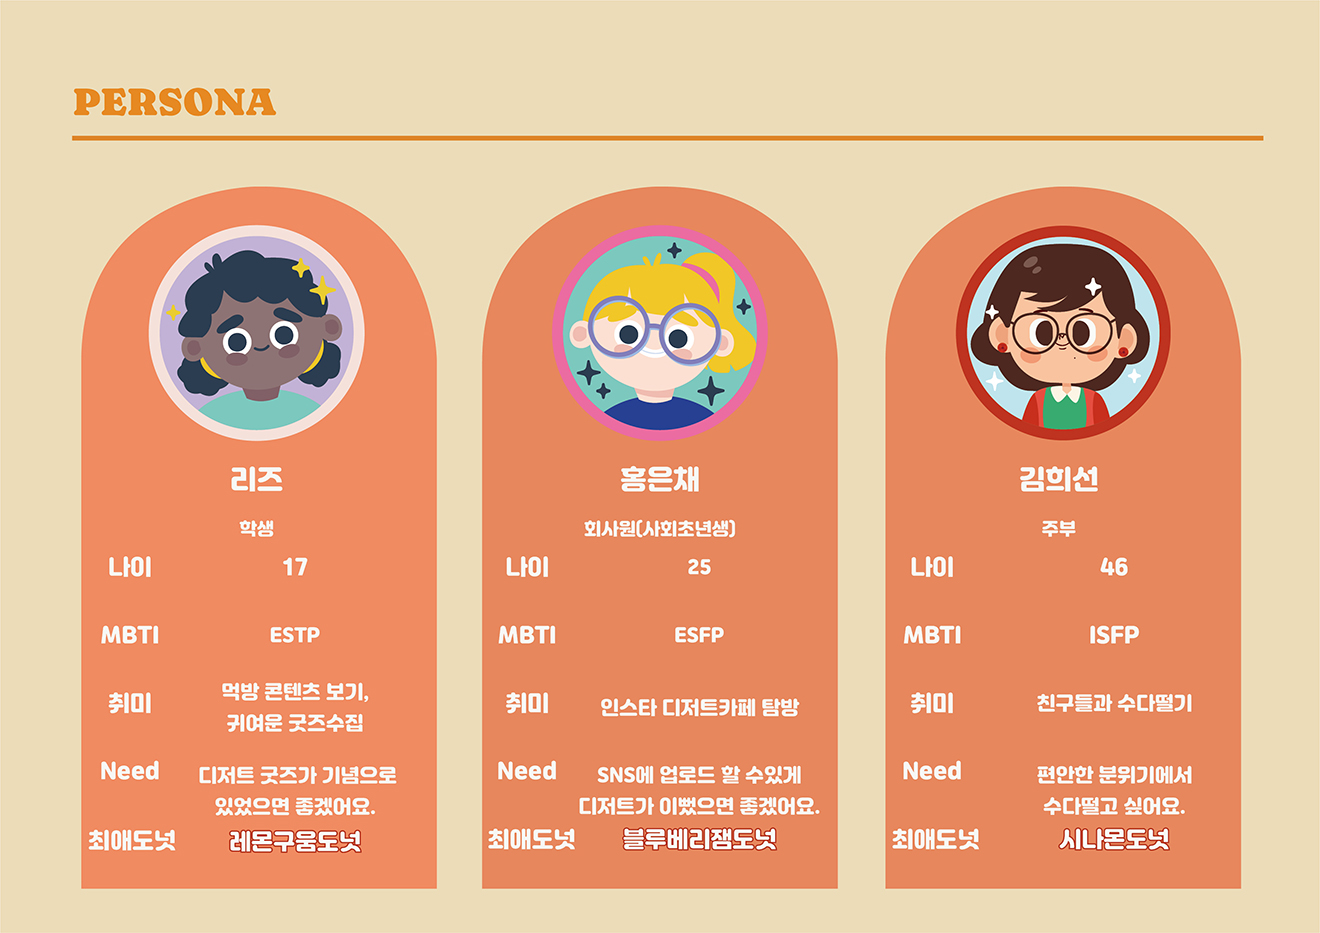 PERSONA
리즈
학생
나이 17
MBTI ESTP
취미 먹방 콘텐츠 보기,
귀여운 굿즈수집
Need 디저트 굿즈가 기념으로
있었으면 좋겠어요.
최애도넛 레몬구움도넛
홍은채
회사원(사회초년생)
나이 25
MBTI ESFP
취미 인스타 디저트카페 탐방
Need SNS에 업로드 할 수있게
디저트가 이뻤으면 좋겠어요.
최애도넛 블루베리잼도넛
김희선
주부
나이 46
MBTI ISFP
취미 친구들과 수다떨기
Need 편안한 분위기에서
수다떨고 싶어요.
최애도넛 시나몬도넛